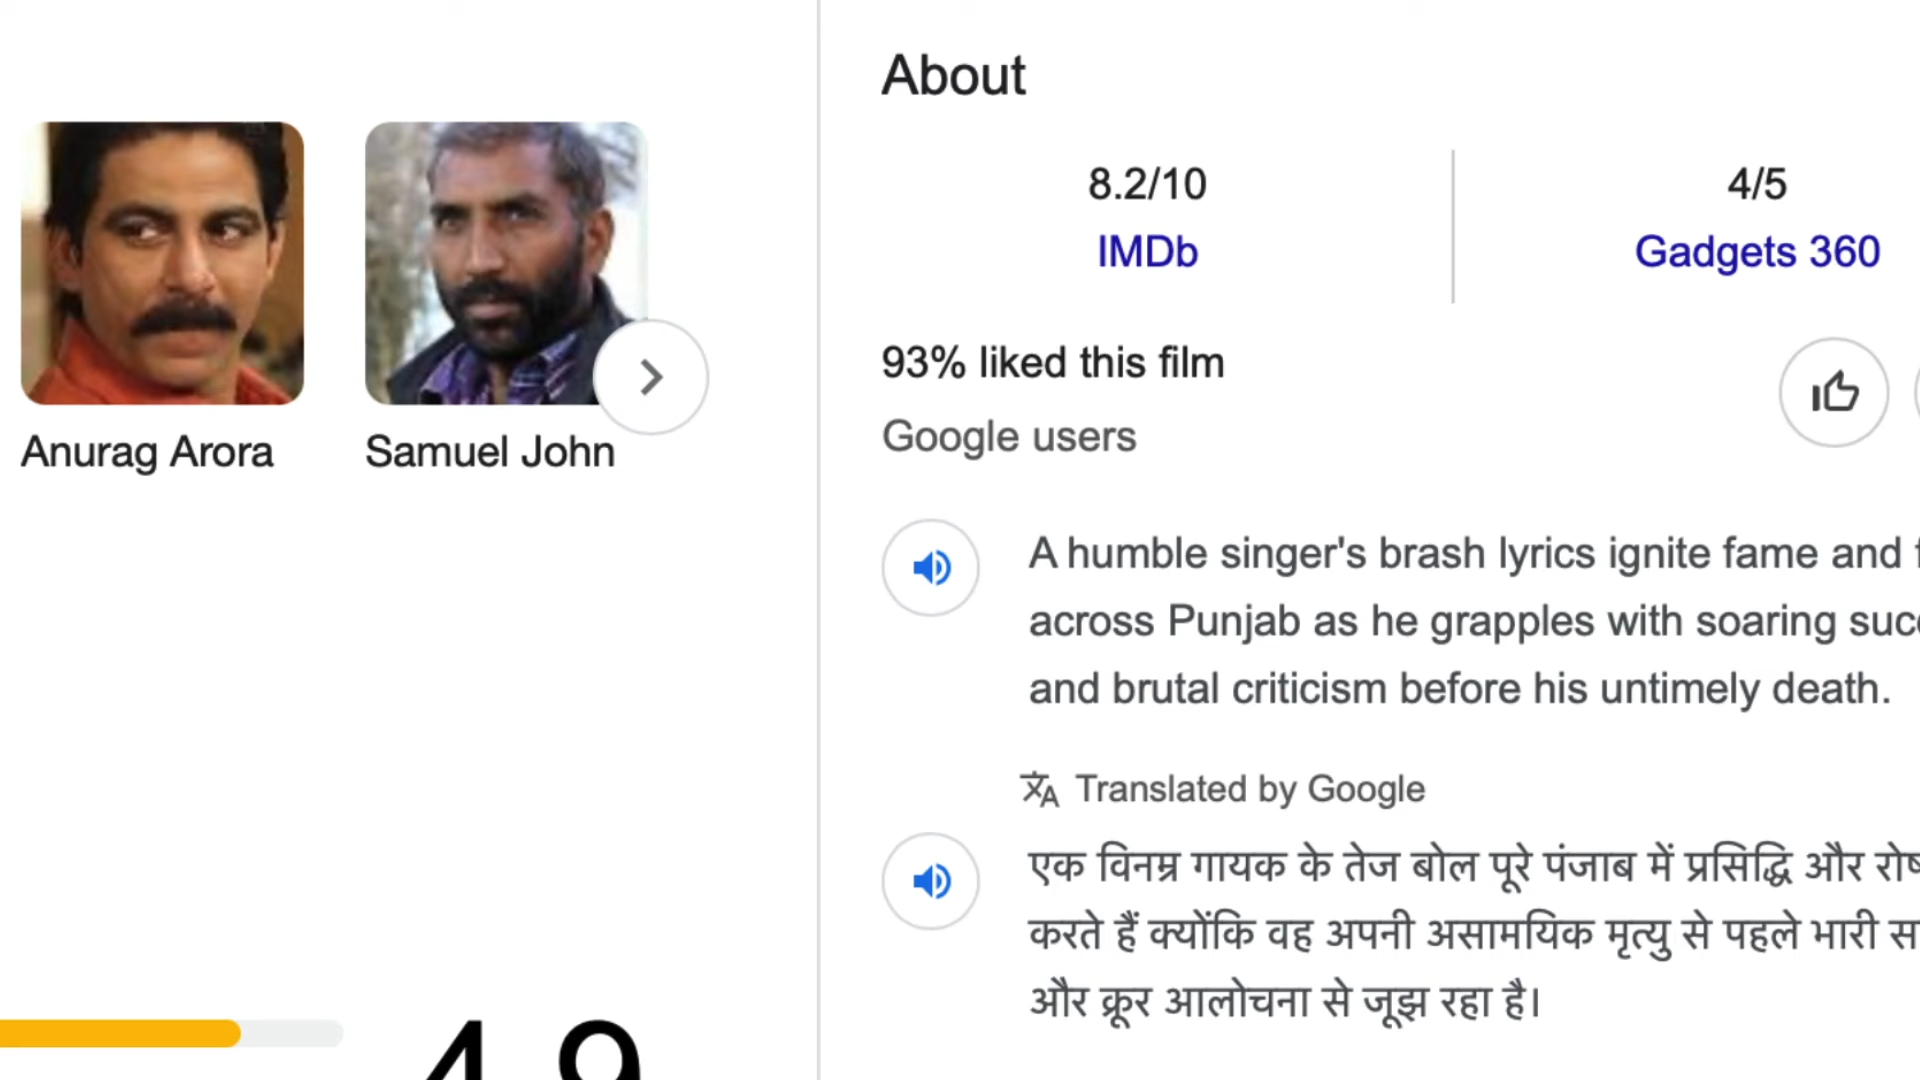 Anurag Arora
Samuel John
4.9
About
8.2/10
IMDb
4/5
Gadgets 360
93% liked this film
Google users
A humble singer's brash lyrics ignite fame and
across Punjab as he grapples with soaring
and brutal criticism before his untimely death.
Translated by Google
एक विनम्र गायक के तेज बोल पूरे पंजाब में प्रसिद्धि और
करते हैं क्योंकि वह अपनी असामयिक मृत्यु से पहले भारी
और क्रूर आलोचना से जूझ रहा है।